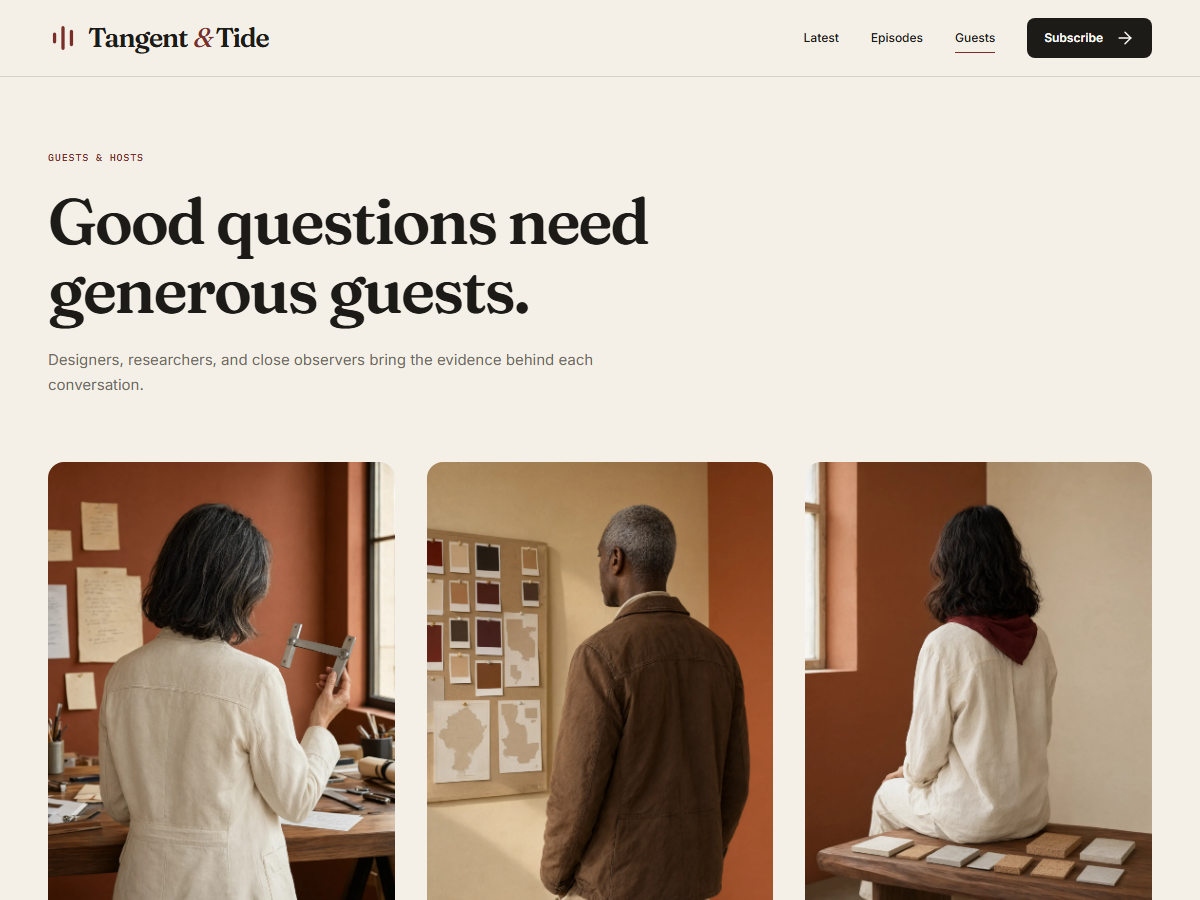 Tangent & Tide
Latest
Episodes
Guests
Subscribe
GUESTS & HOSTS
Good questions need
generous guests.
Designers, researchers, and close observers bring the evidence behind each
conversation.